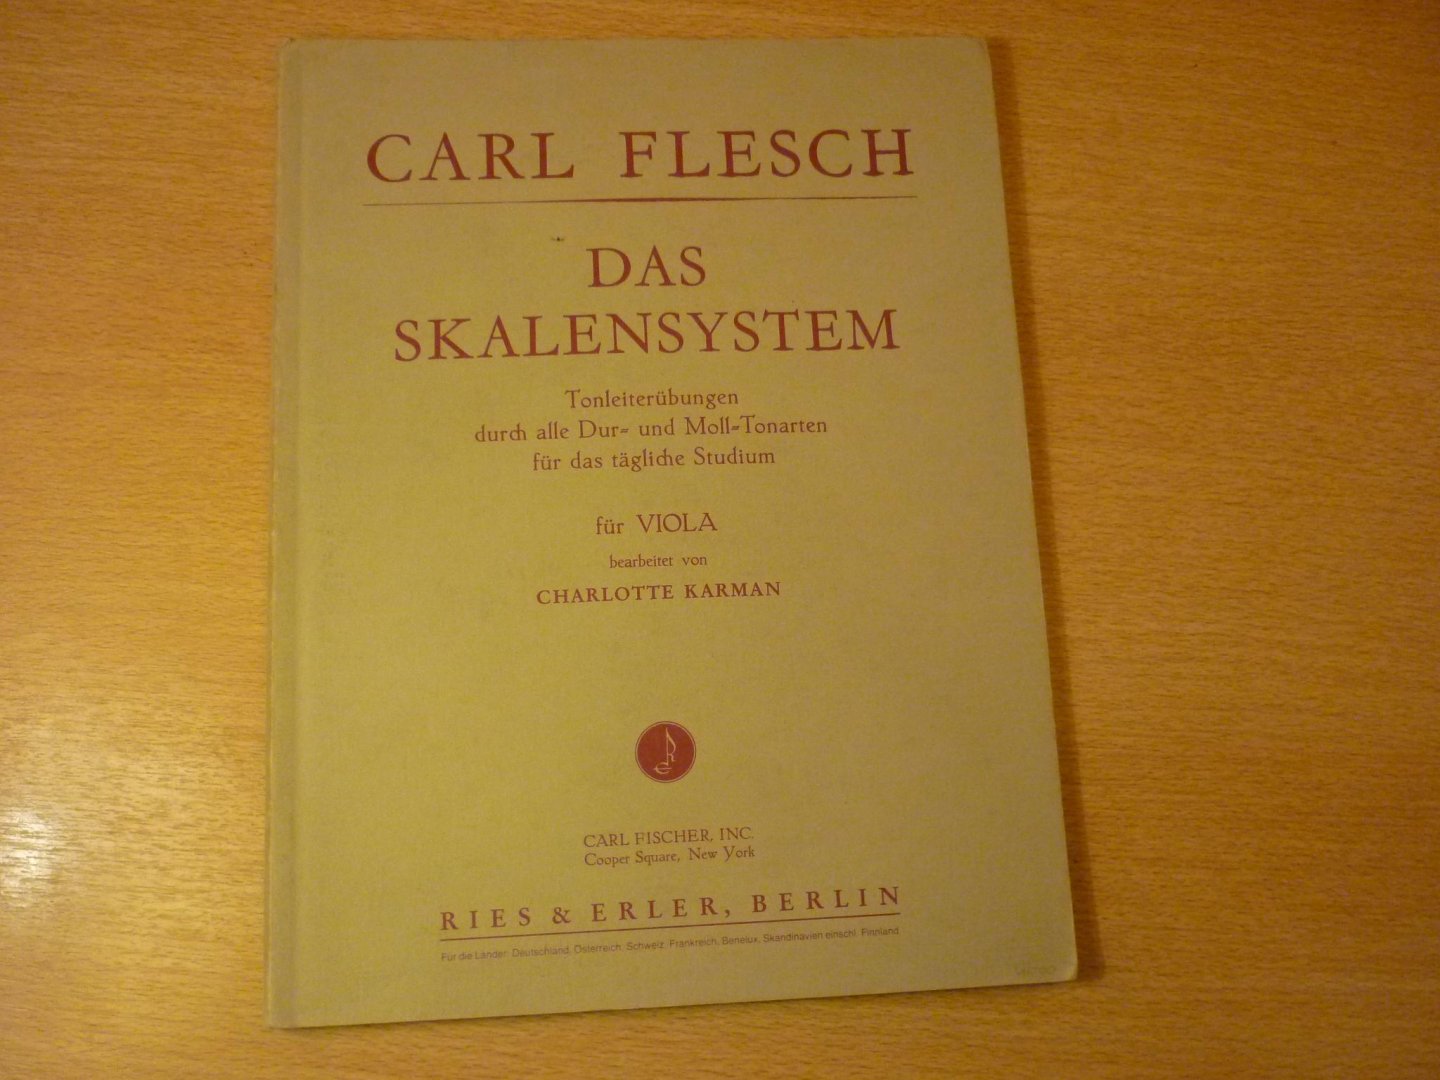 CARL FLESCH
DAS
SKALENSYSTEM
Tonleiterübungen
durch alle Dur- und Moll-Tonarten
für das tägliche Studium
für VIOLA
bearbeitet von
CHARLOTTE KARMAN
CARL FISCHER, INC.
Cooper Square, New York
RIES & ERLER, BERLIN
Für die Länder: Deutschland, Österreich, Schweiz, Frankreich, Benelux, Skandinavien einschl. Finnland